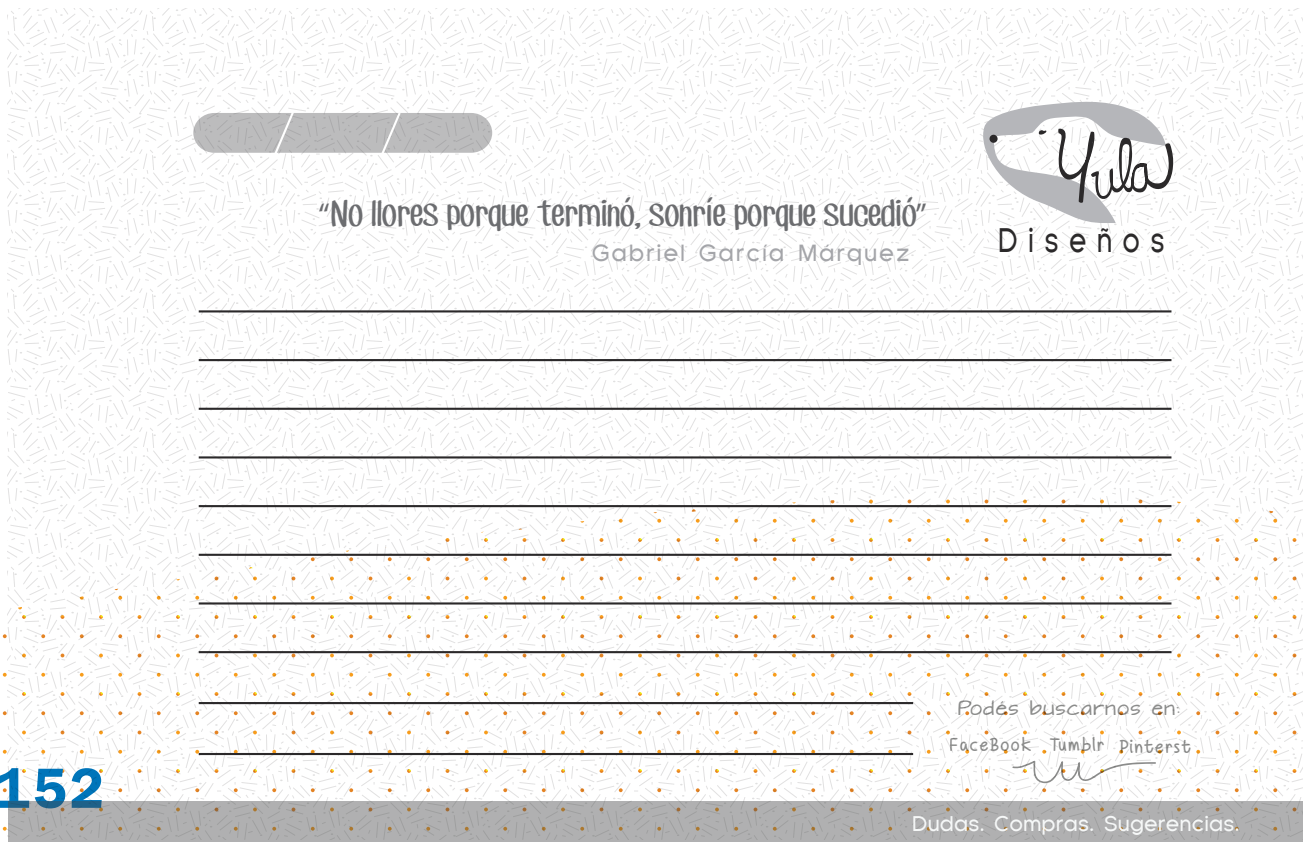 “No llores porque terminó, sonríe porque sucedió”
Gabriel García Márquez
Yula
Diseños
Podés buscarnos en:
FaceBook Tumblr Pinterst
152
Dudas. Compras. Sugerencias.